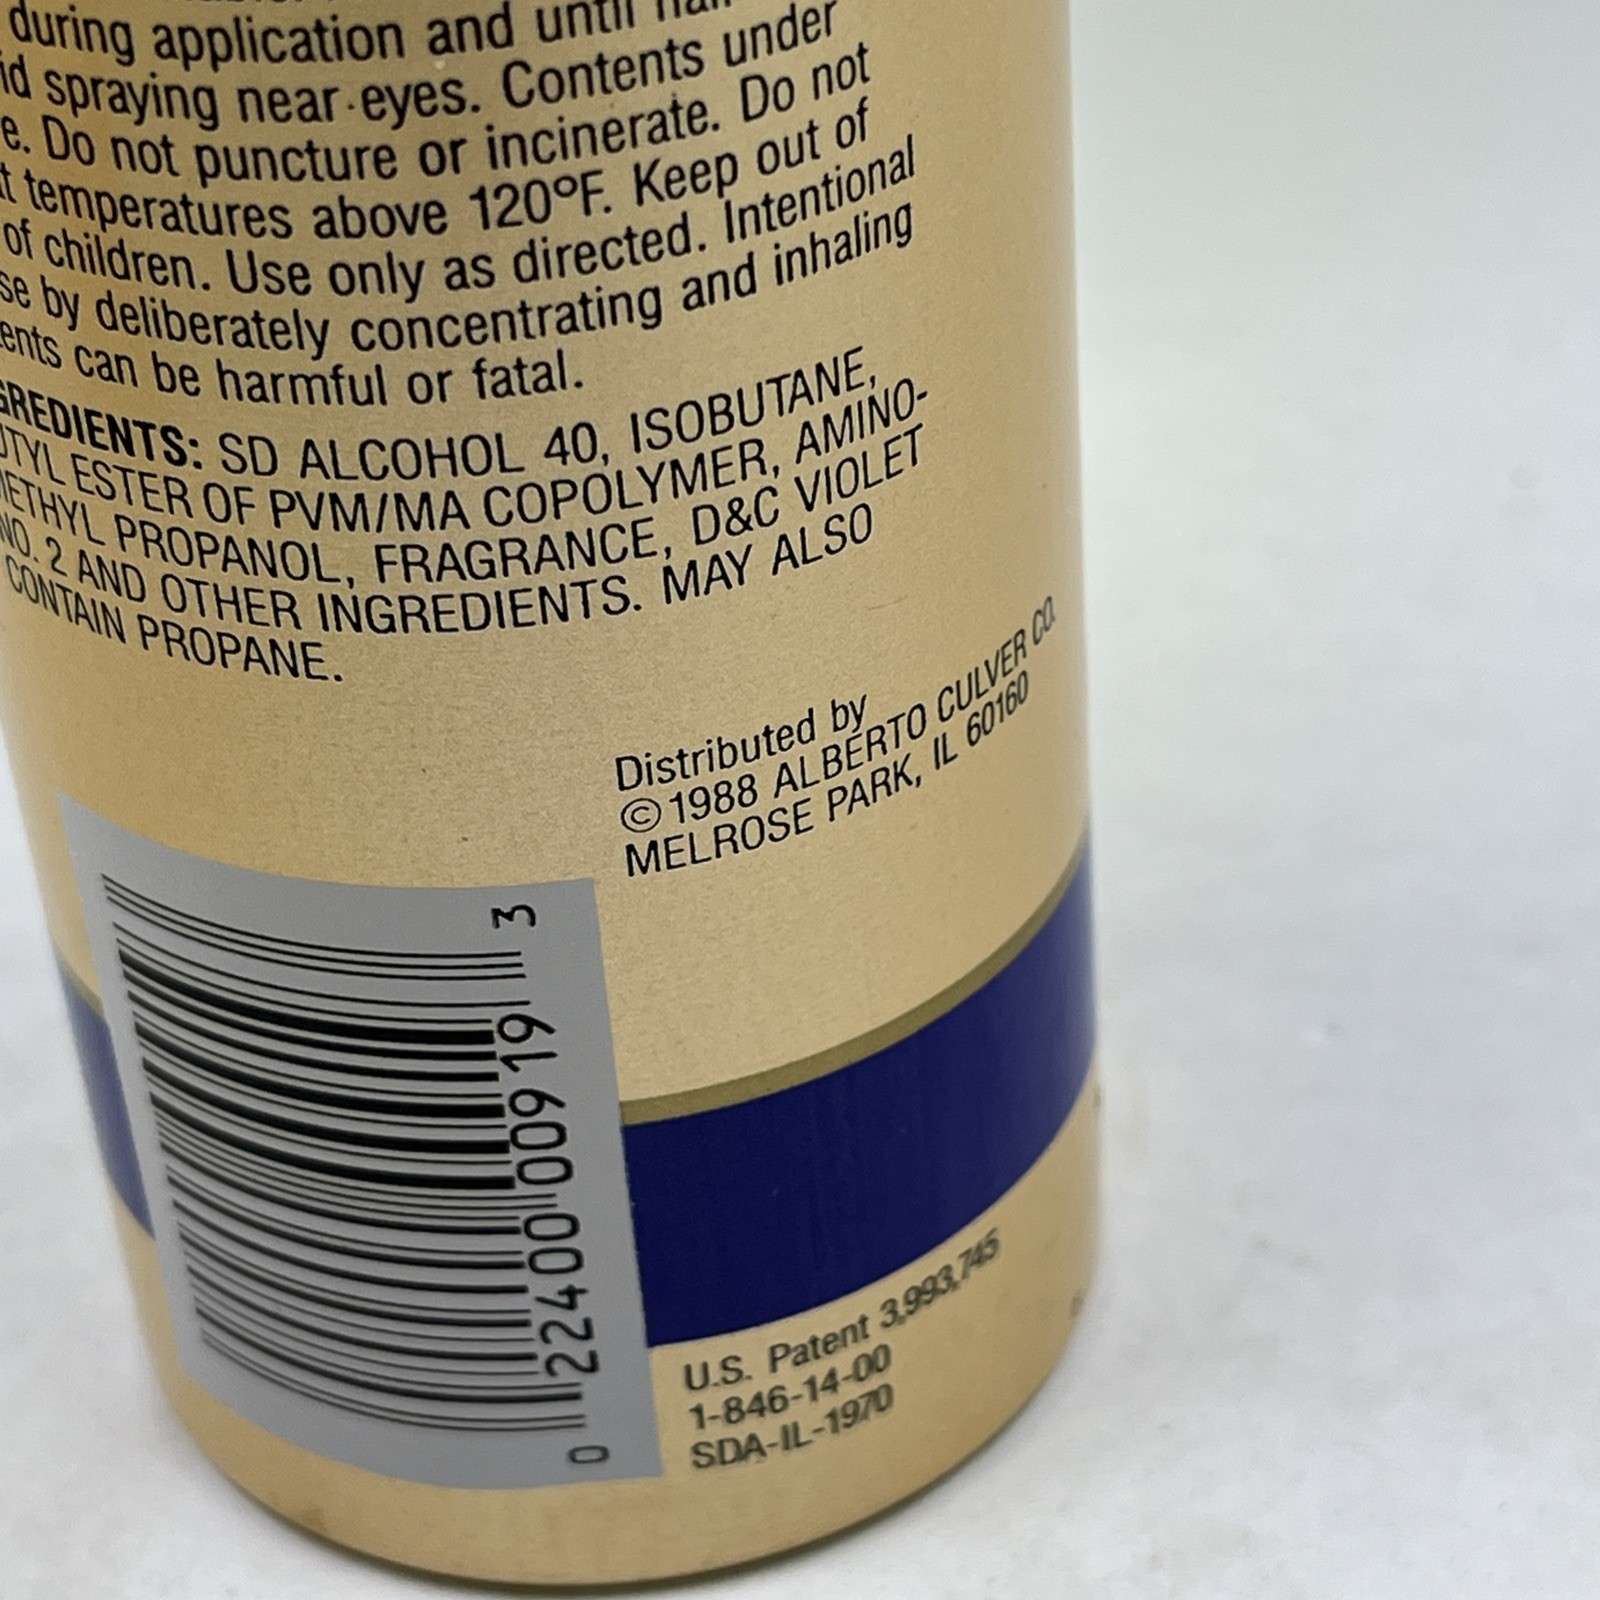 during application and until
spraying near eyes. Contents under
Do not puncture or incinerate. Do not
temperatures above 120°F. Keep out of
of children. Use only as directed. Intentional
by deliberately concentrating and inhaling
can be harmful or fatal.
SD ALCOHOL 40, ISOBUTANE,
ESTER OF PVM/MA COPOLYMER, AMINO-
PROPANOL, FRAGRANCE, D&C VIOLET
NO. 2 AND OTHER INGREDIENTS. MAY ALSO
CONTAIN PROPANE.
Distributed by
©1988 ALBERTO CULVER CO.
MELROSE PARK, IL 60160
0 22400 00919 3
U.S. Patent 3,993,745
1-846-14-00
SDA-IL-1970